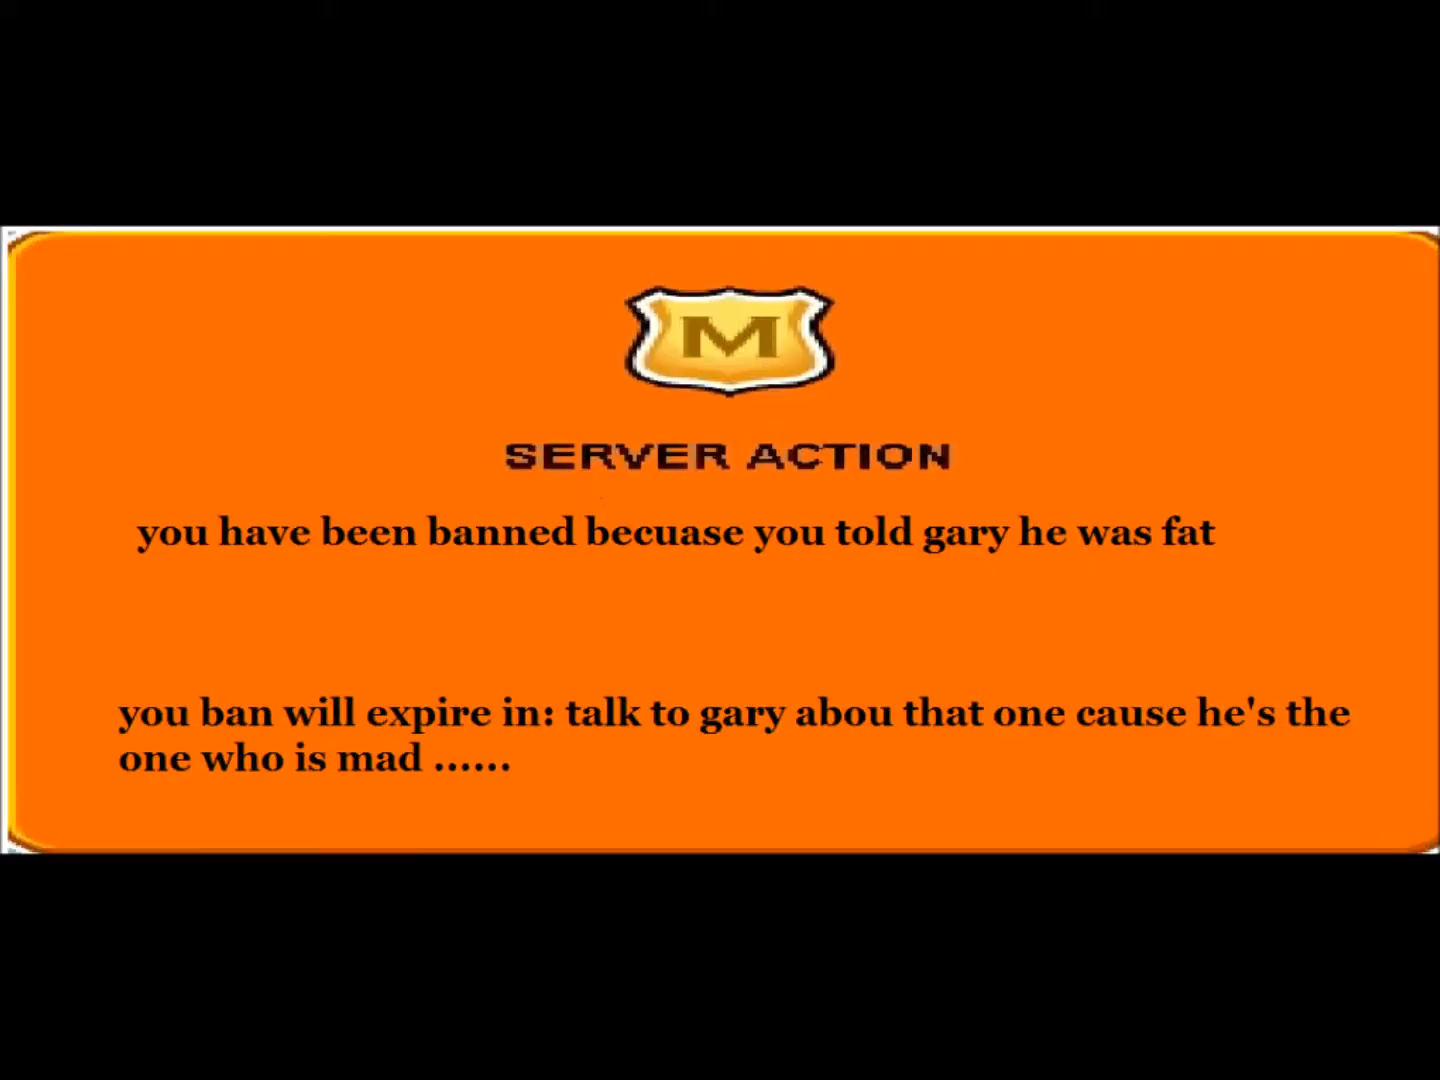 M
SERVER ACTION
you have been banned becuase you told gary he was fat
you ban will expire in: talk to gary abou that one cause he's the
one who is mad ......